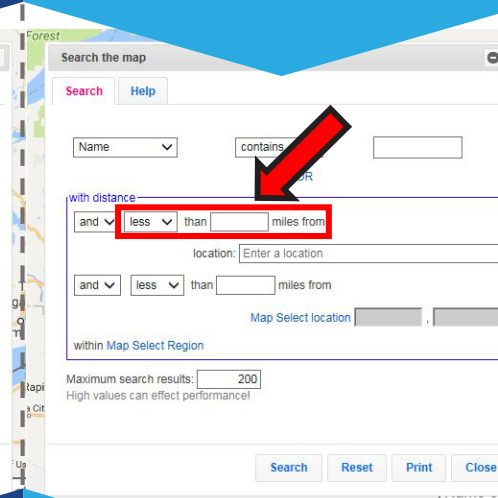 Forest
Search the map
Search Help
Name contains
OR
with distance
and less than miles from
location: Enter a location
and less than miles from
Map Select location ,
within Map Select Region
Maximum search results: 200
High values can effect performance!
Search Reset Print Close